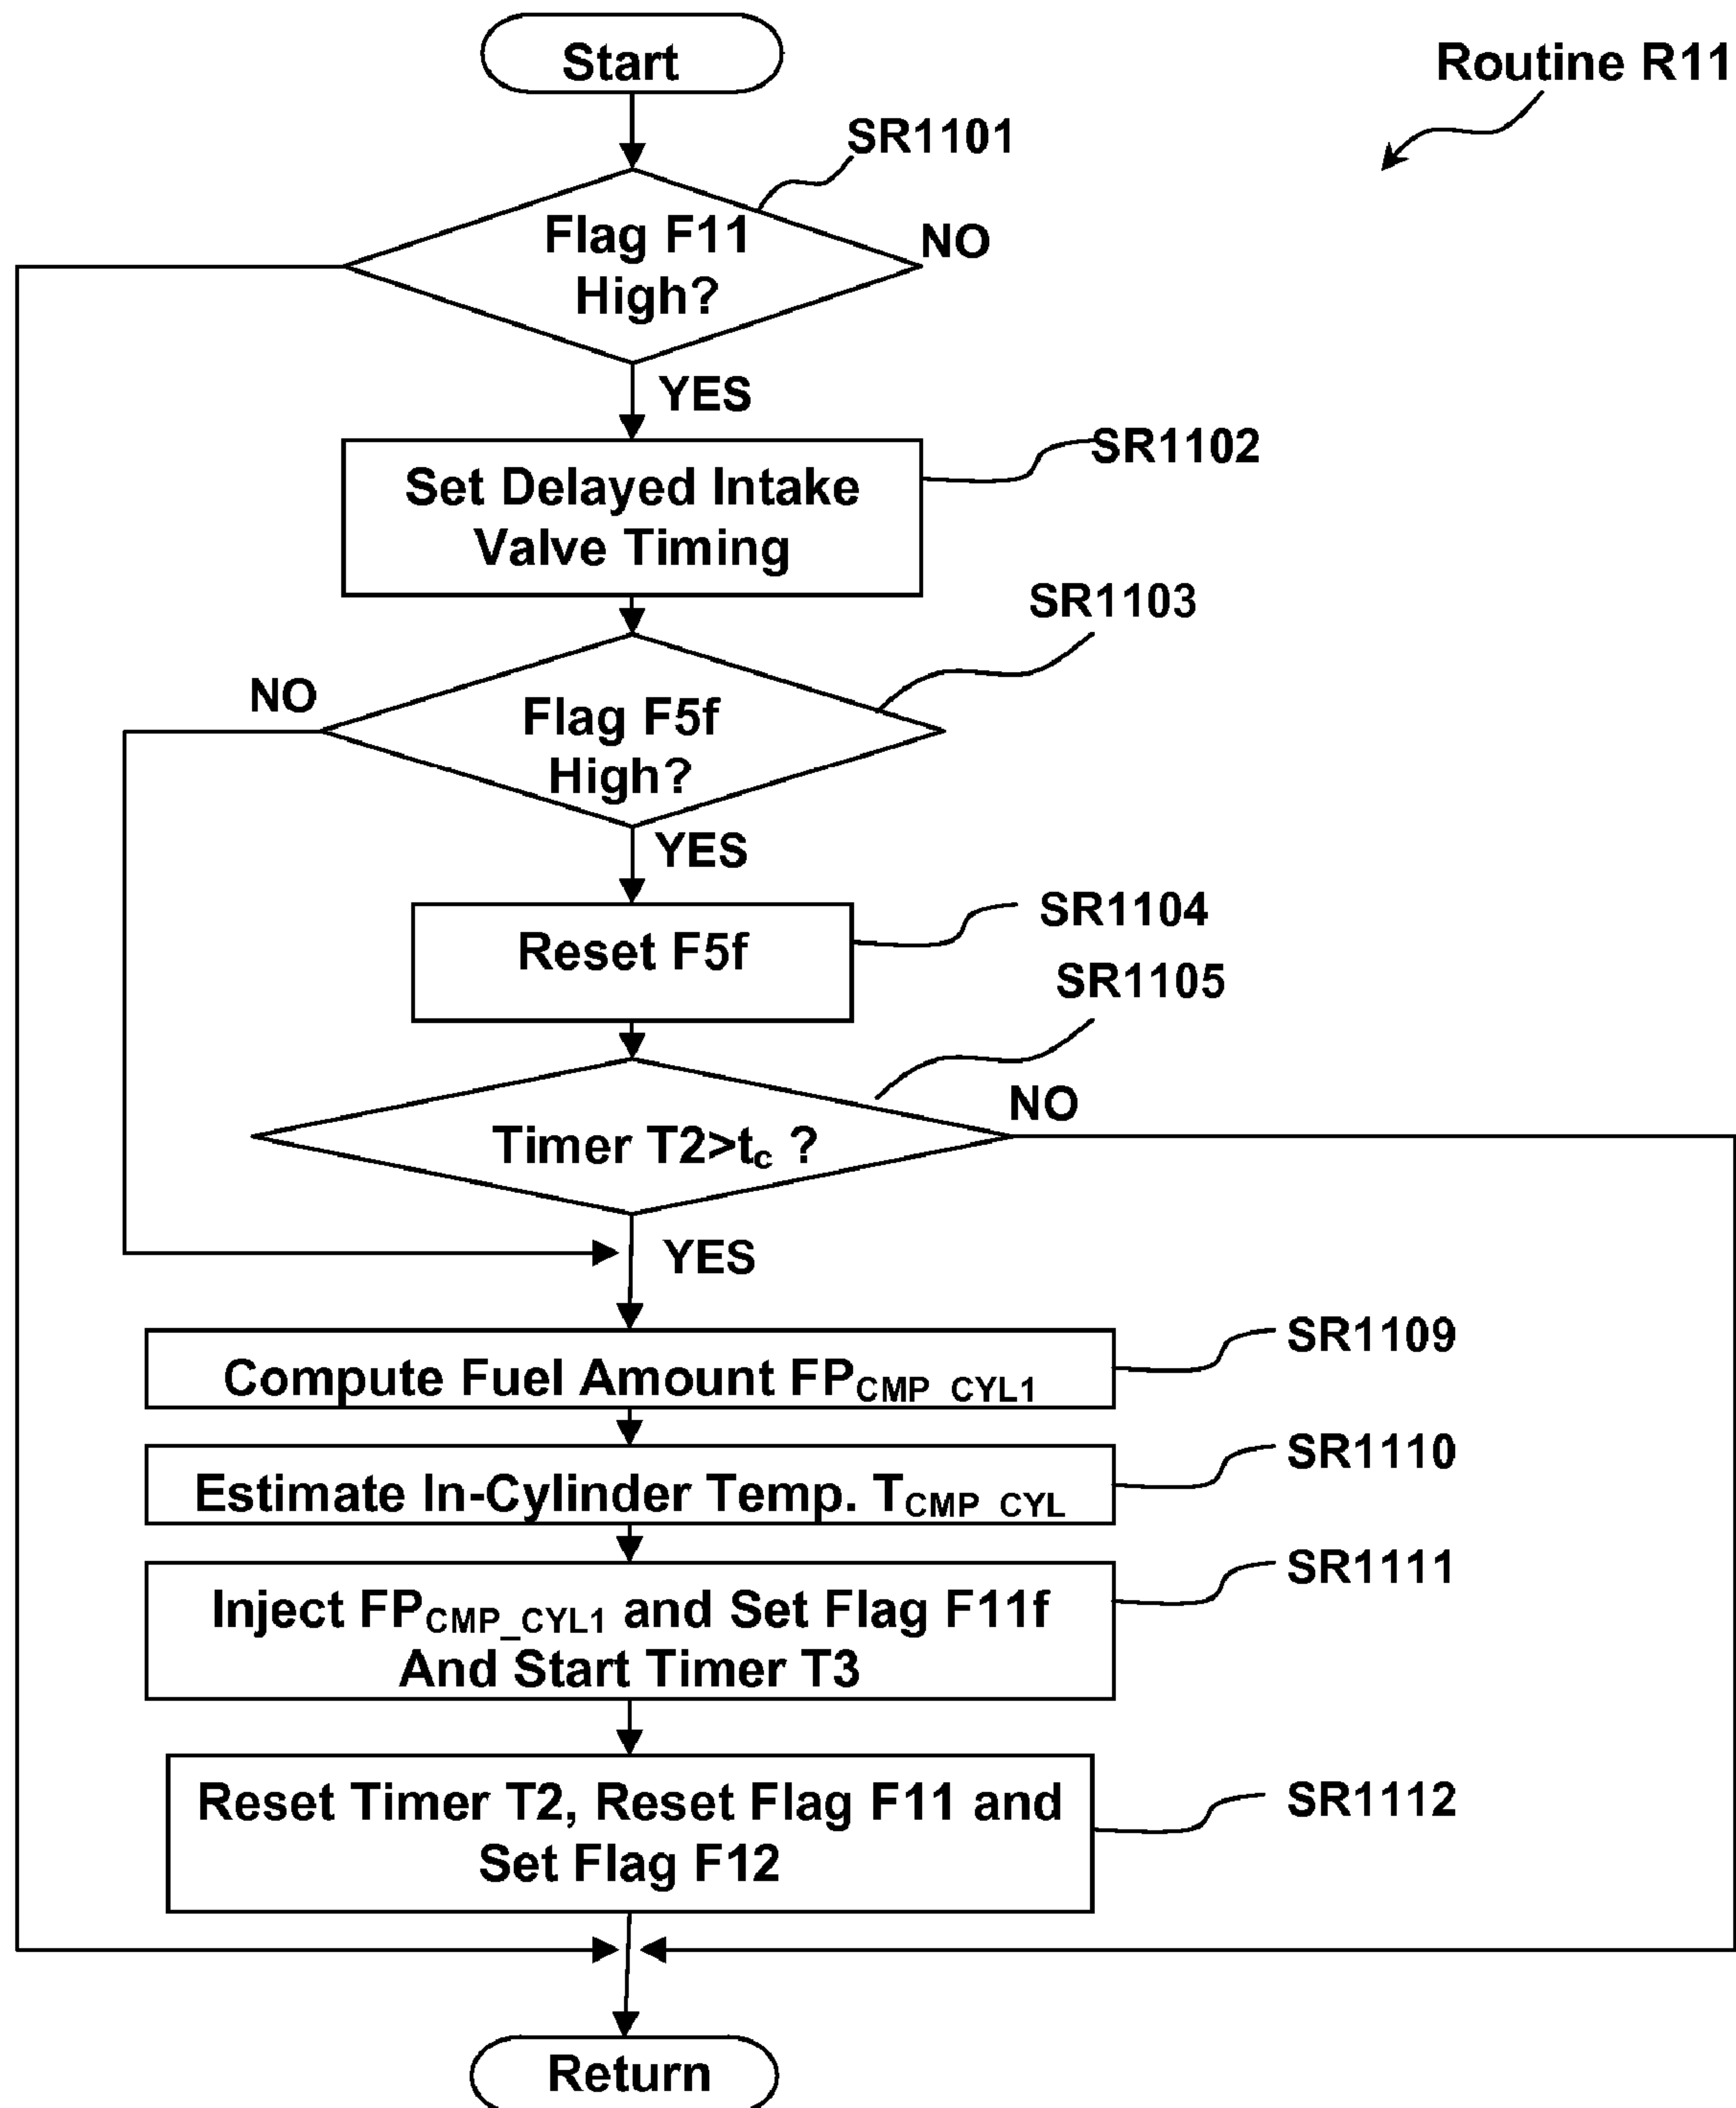 Start
Routine R11
SR1101
Flag F11
High?
NO
YES
SR1102
Set Delayed Intake
Valve Timing
SR1103
NO
Flag F5f
High?
YES
SR1104
Reset F5f
SR1105
NO
Timer T2>tc ?
YES
SR1109
Compute Fuel Amount FPCMP_CYL1
SR1110
Estimate In-Cylinder Temp. TCMP_CYL
SR1111
Inject FPCMP_CYL1 and Set Flag F11f
And Start Timer T3
SR1112
Reset Timer T2, Reset Flag F11 and
Set Flag F12
Return